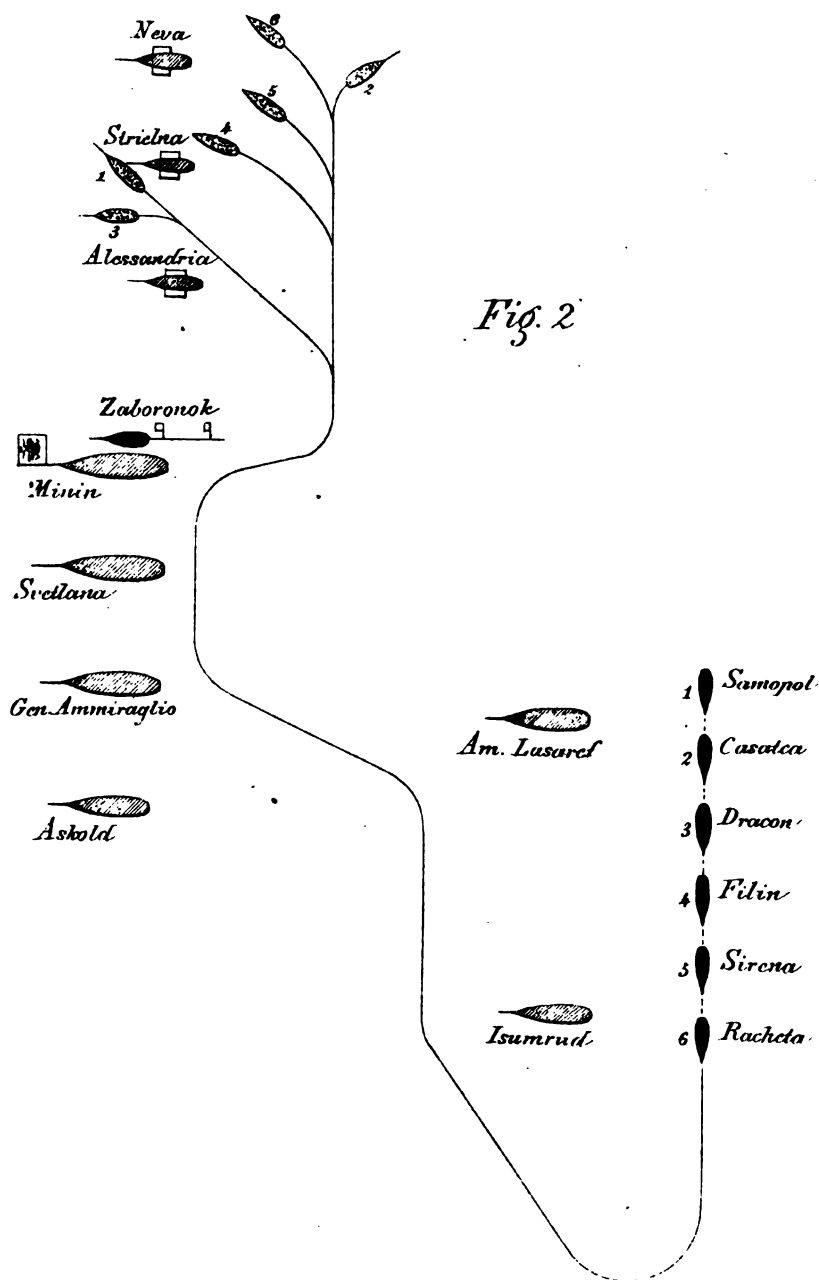 Neva
6
2
5
4
Strielna
1
3
Alessandria
Fig. 2
Zaboronok
Minin
Svetlana
Gen. Ammiraglio
Askold
Am. Lusaref
1 Samopol
2 Casatca
3 Dracon
4 Filin
5 Sirena
Isumrud
6 Racheta